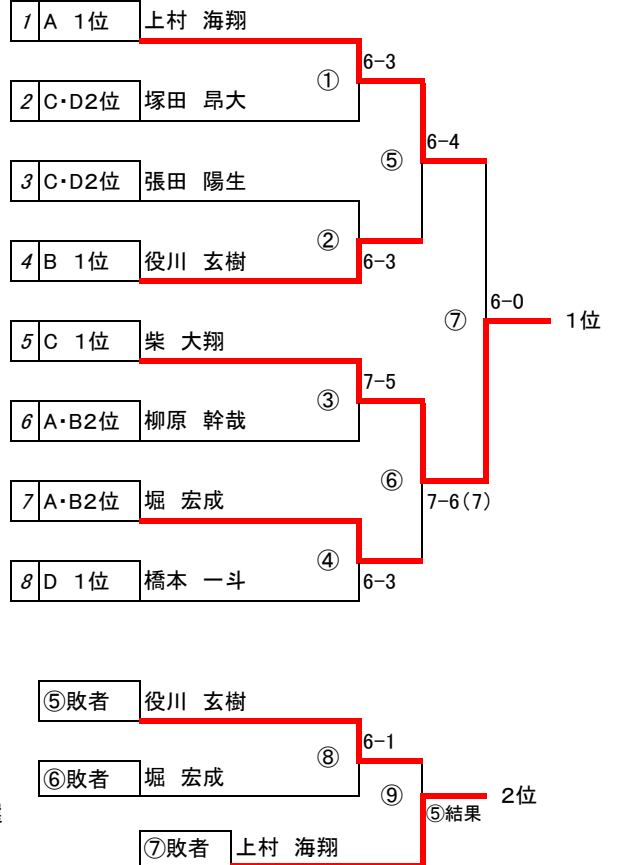 1 A 1位 上村 海翔
6-3
①
2 C・D2位 塚田 昂大
6-4
⑤
3 C・D2位 張田 陽生
②
4 B 1位 役川 玄樹
6-3
6-0
⑦ 1位
5 C 1位 柴 大翔
7-5
③
6 A・B2位 柳原 幹哉
⑥
7 A・B2位 堀 宏成
7-6(7)
④
8 D 1位 橋本 一斗
6-3
⑤敗者 役川 玄樹
6-1
⑧
⑥敗者 堀 宏成
⑨ 2位
⑤結果
⑦敗者 上村 海翔